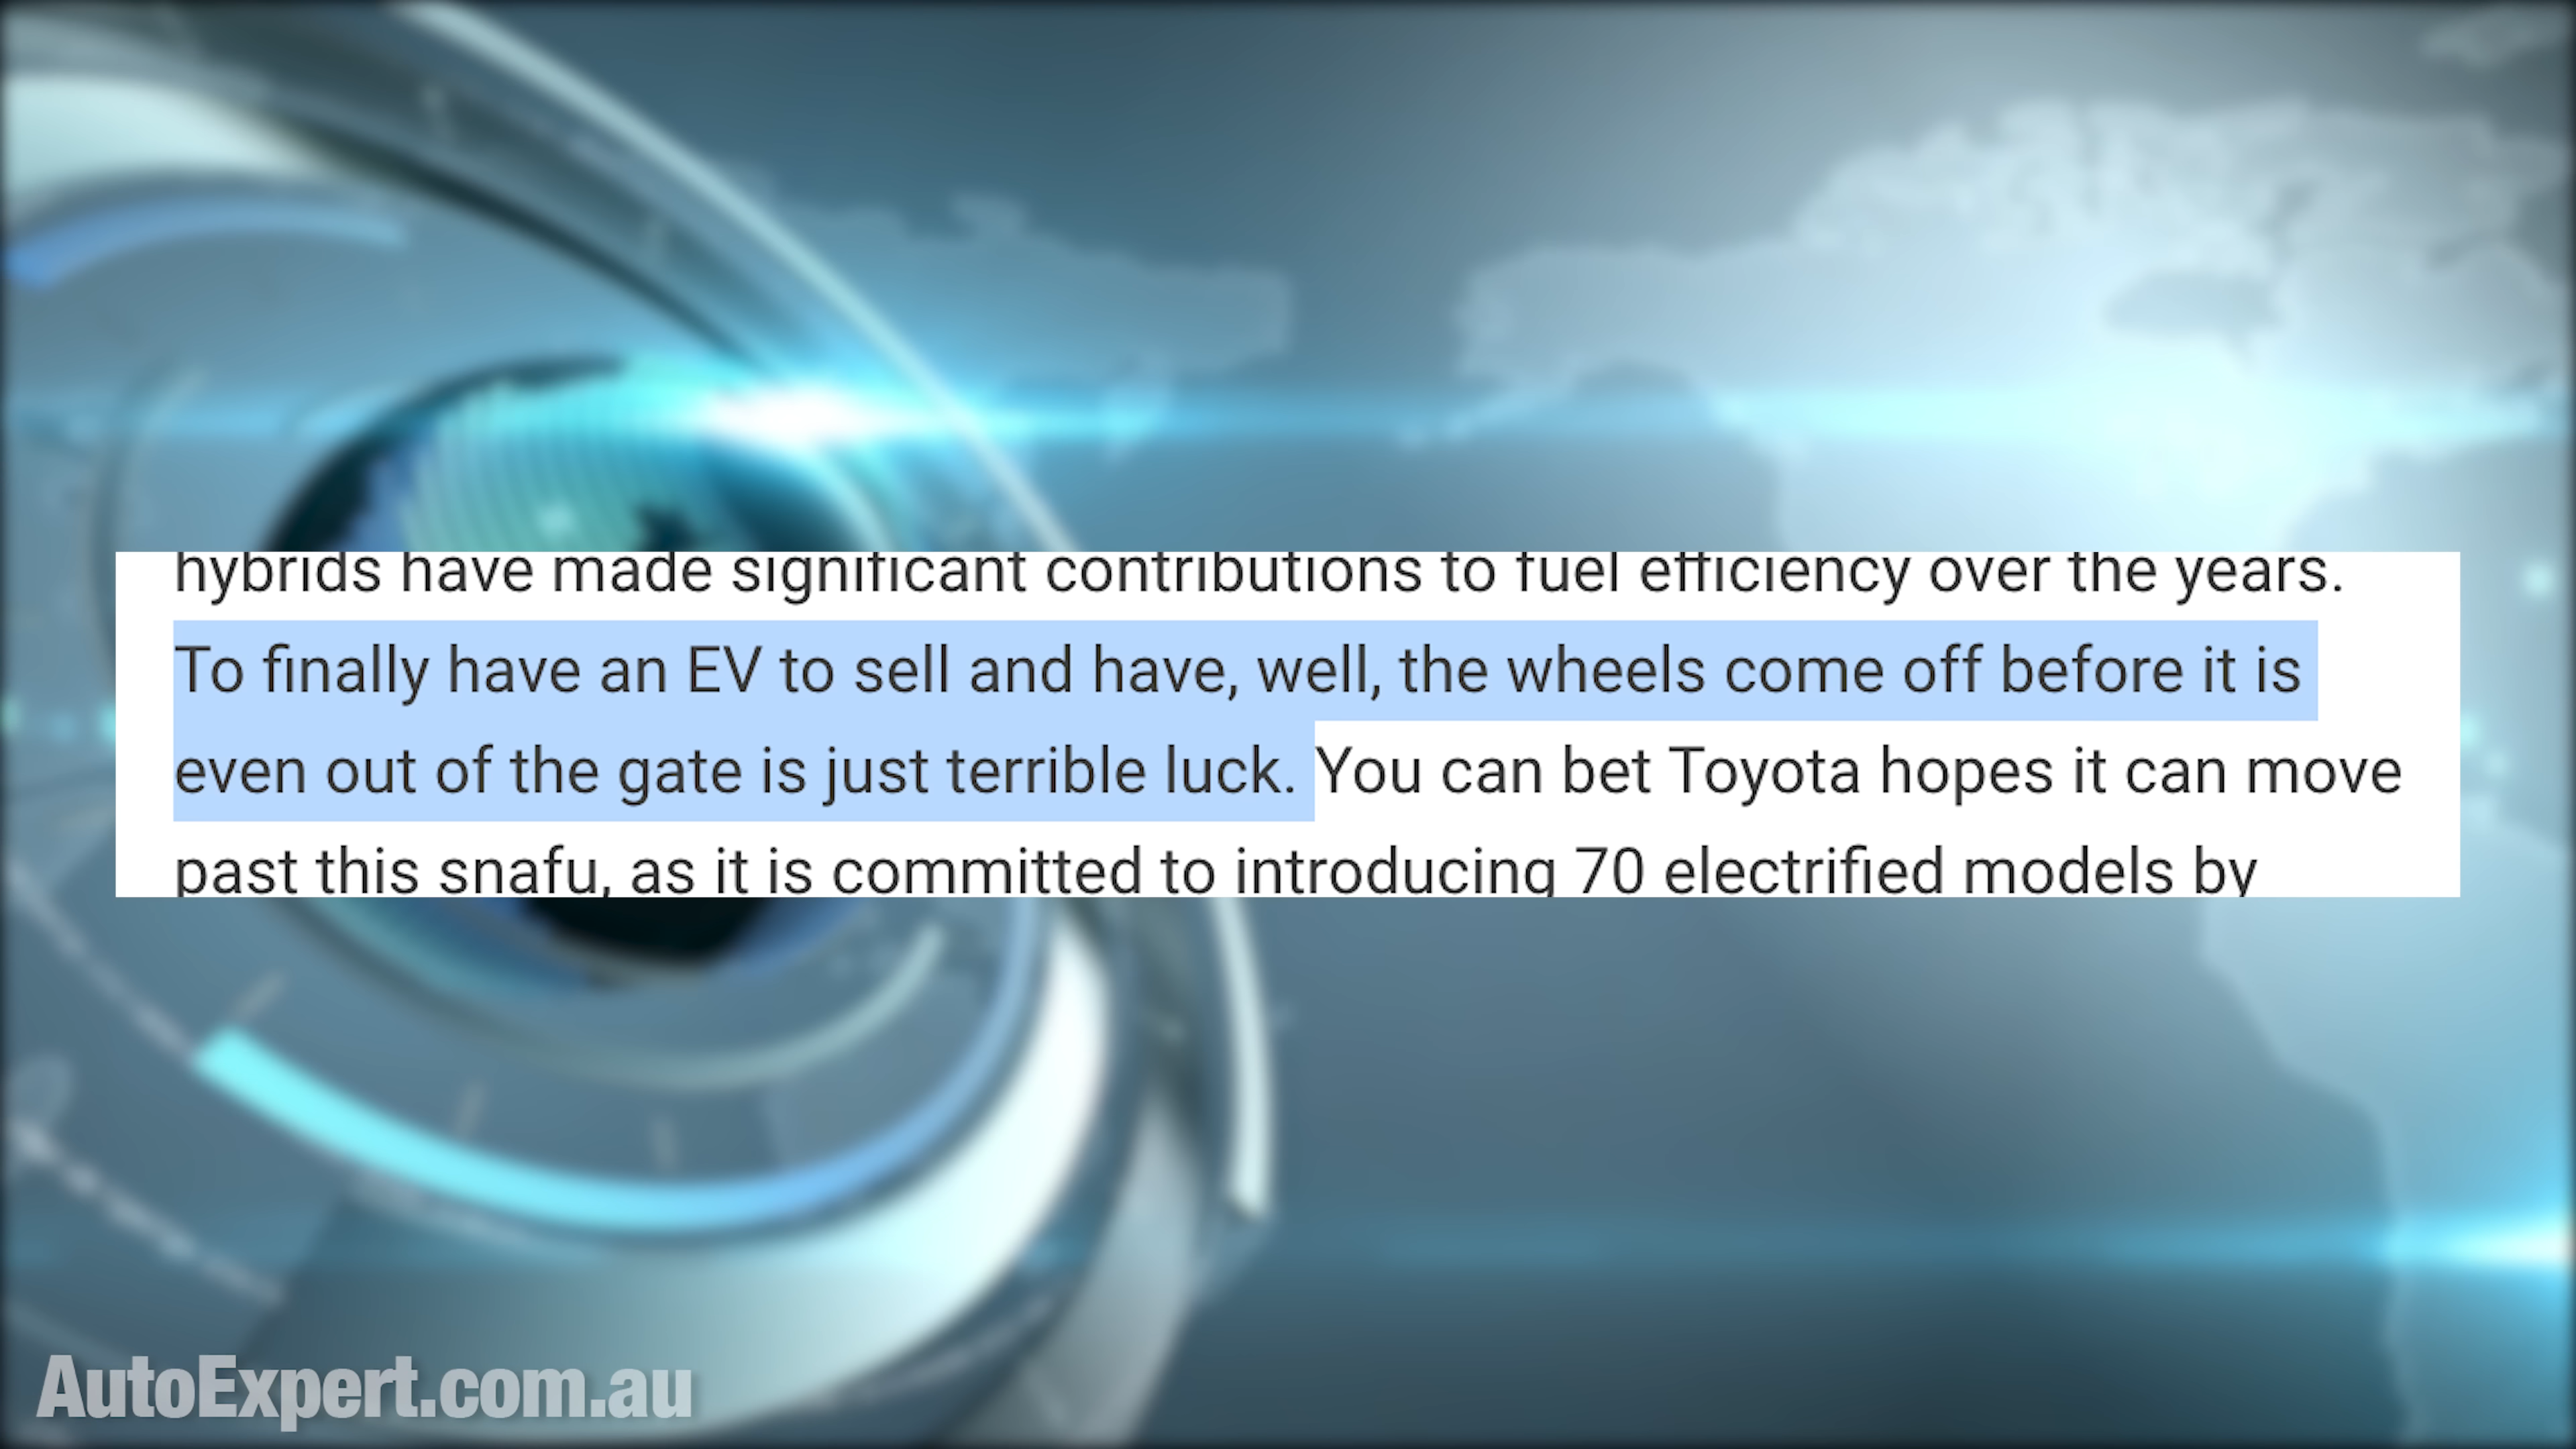 hybrids have made significant contributions to fuel efficiency over the years.
To finally have an EV to sell and have, well, the wheels come off before it is
even out of the gate is just terrible luck. You can bet Toyota hopes it can move
past this snafu, as it is committed to introducing 70 electrified models by
AutoExpert.com.au